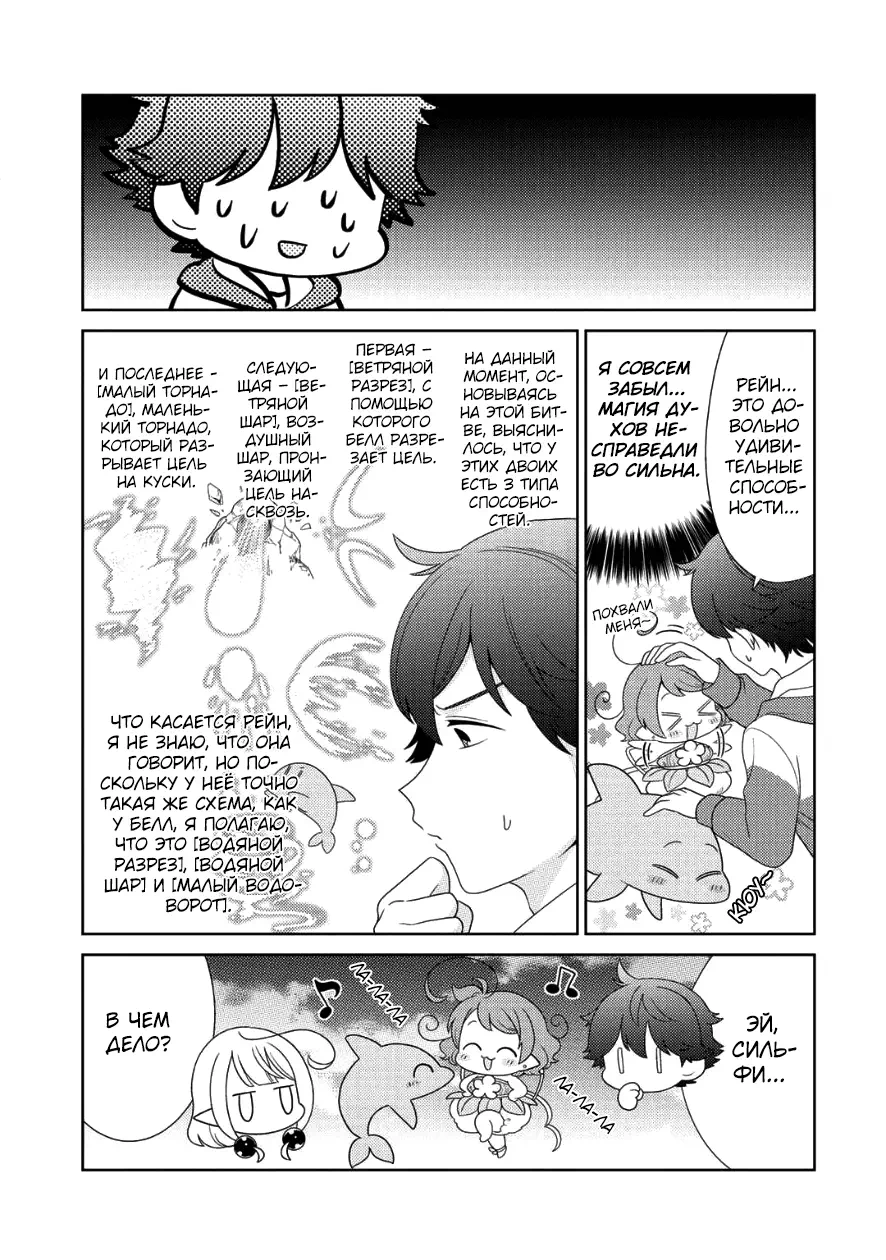 РЕЙН...
ЭТО ДО-
ВОЛЬНО
УДИВИ-
ТЕЛЬНЫЕ
СПОСОБ-
НОСТИ...
Я СОВСЕМ
ЗАБЫЛ...
МАГИЯ ДУ-
ХОВ НЕ-
СПРАВЕДЛИ
ВО СИЛЬНА.
ПОХВАЛИ
МЕНЯ~
КЮУ~
НА ДАННЫЙ
МОМЕНТ, ОС-
НОВЫВАЯСЬ
НА ЭТОЙ БИТ-
ВЕ, ВЫЯСНИ-
ЛОСЬ, ЧТО У
ЭТИХ ДВОИХ
ЕСТЬ 3 ТИПА
СПОСОБНО-
СТЕЙ.
ПЕРВАЯ –
[ВЕТРЯНОЙ
РАЗРЕЗ], С
ПОМОЩЬЮ
КОТОРОГО
БЕЛЛ РАЗРЕ-
ЗАЕТ ЦЕЛЬ.
СЛЕДУЮ-
ЩАЯ – [ВЕ-
ТРЯНОЙ
ШАР], ВОЗ-
ДУШНЫЙ
ШАР, ПРОН-
ЗАЮЩИЙ
ЦЕЛЬ НА-
СКВОЗЬ.
И ПОСЛЕДНЕЕ -
[МАЛЫЙ ТОРНА-
ДО], МАЛЕНЬ-
КИЙ ТОРНАДО,
КОТОРЫЙ РАЗ-
РЫВАЕТ ЦЕЛЬ
НА КУСКИ.
ЧТО КАСАЕТСЯ РЕЙН,
Я НЕ ЗНАЮ, ЧТО ОНА
ГОВОРИТ, НО ПО-
СКОЛЬКУ У НЕЁ ТОЧНО
ТАКАЯ ЖЕ СХЕМА, КАК
У БЕЛЛ, Я ПОЛАГАЮ,
ЧТО ЭТО [ВОДЯНОЙ
РАЗРЕЗ], [ВОДЯНОЙ
ШАР] И [МАЛЫЙ ВОДО-
ВОРОТ].
ЭЙ,
СИЛЬ-
ФИ...
ЛА-ЛА-ЛА
ЛА-ЛА-ЛА-ЛА
В ЧЕМ
ДЕЛО?